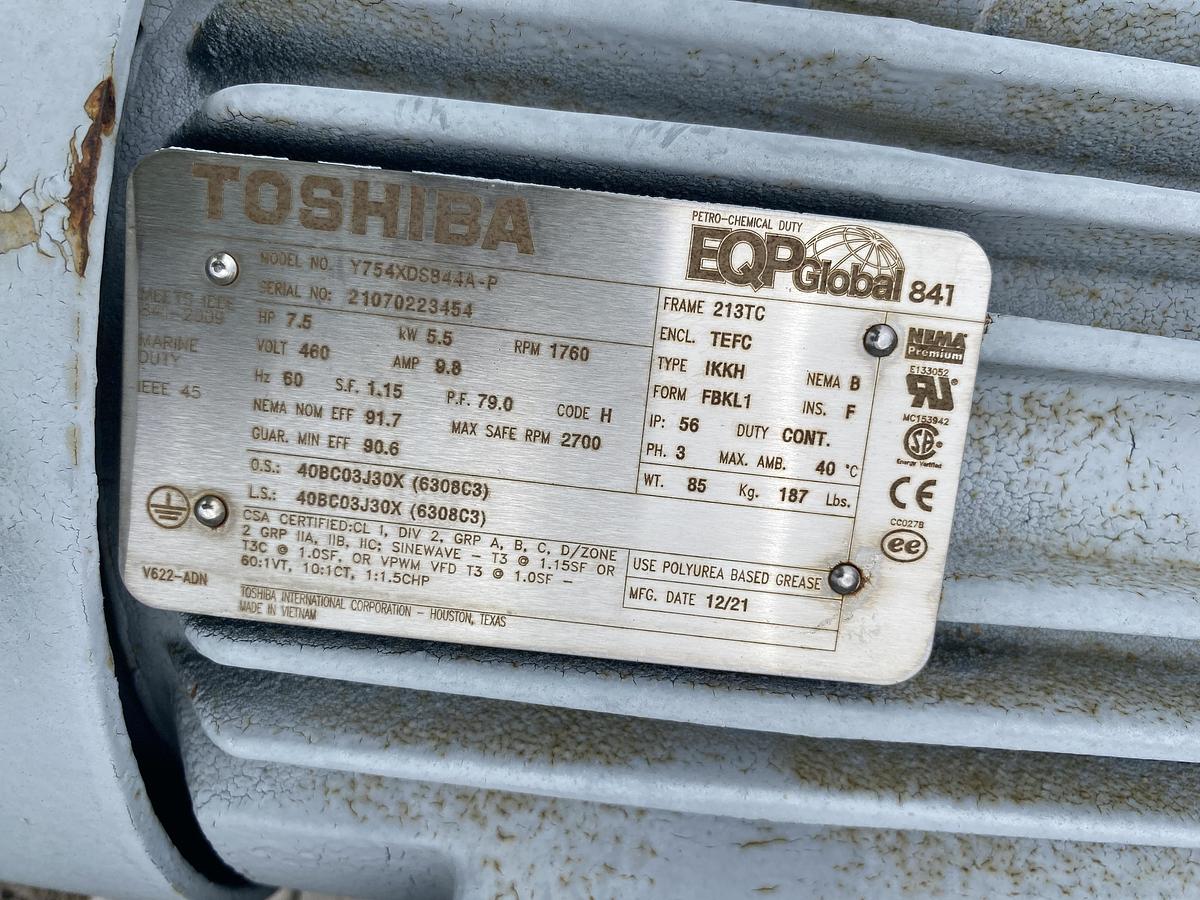 TOSHIBA
PETRO-CHEMICAL DUTY
EQP Global 841
MODEL NO. Y754XDS844A-P
SERIAL NO: 21070223454
MEETS IEEE
841-2009
MARINE
DUTY
IEEE 45
HP 7.5 kW 5.5 RPM 1760
VOLT 460 AMP 9.8
Hz 60 S.F. 1.15 P.F. 79.0 CODE H
NEMA NOM EFF 91.7 MAX SAFE RPM 2700
GUAR. MIN EFF 90.6
O.S.: 40BC03J30X (6308C3)
L.S.: 40BC03J30X (6308C3)
FRAME 213TC
ENCL. TEFC
TYPE IKKH NEMA B
FORM FBKL1 INS. F
IP: 56 DUTY CONT.
PH. 3 MAX. AMB. 40 °C
WT. 85 Kg. 187 Lbs.
NEMA
Premium
E133052
MC153942
Energy Verified
CE
CC027B
ee
CSA CERTIFIED:CL 1, DIV 2, GRP A, B, C, D/ZONE
2 GRP IIA, IIB, IIC; SINEWAVE - T3 @ 1.15SF OR
T3C @ 1.0SF, OR VPWM VFD T3 @ 1.0SF -
60:1VT, 10:1CT, 1:1.5CHP
USE POLYUREA BASED GREASE
MFG. DATE 12/21
V622-ADN
TOSHIBA INTERNATIONAL CORPORATION - HOUSTON, TEXAS
MADE IN VIETNAM